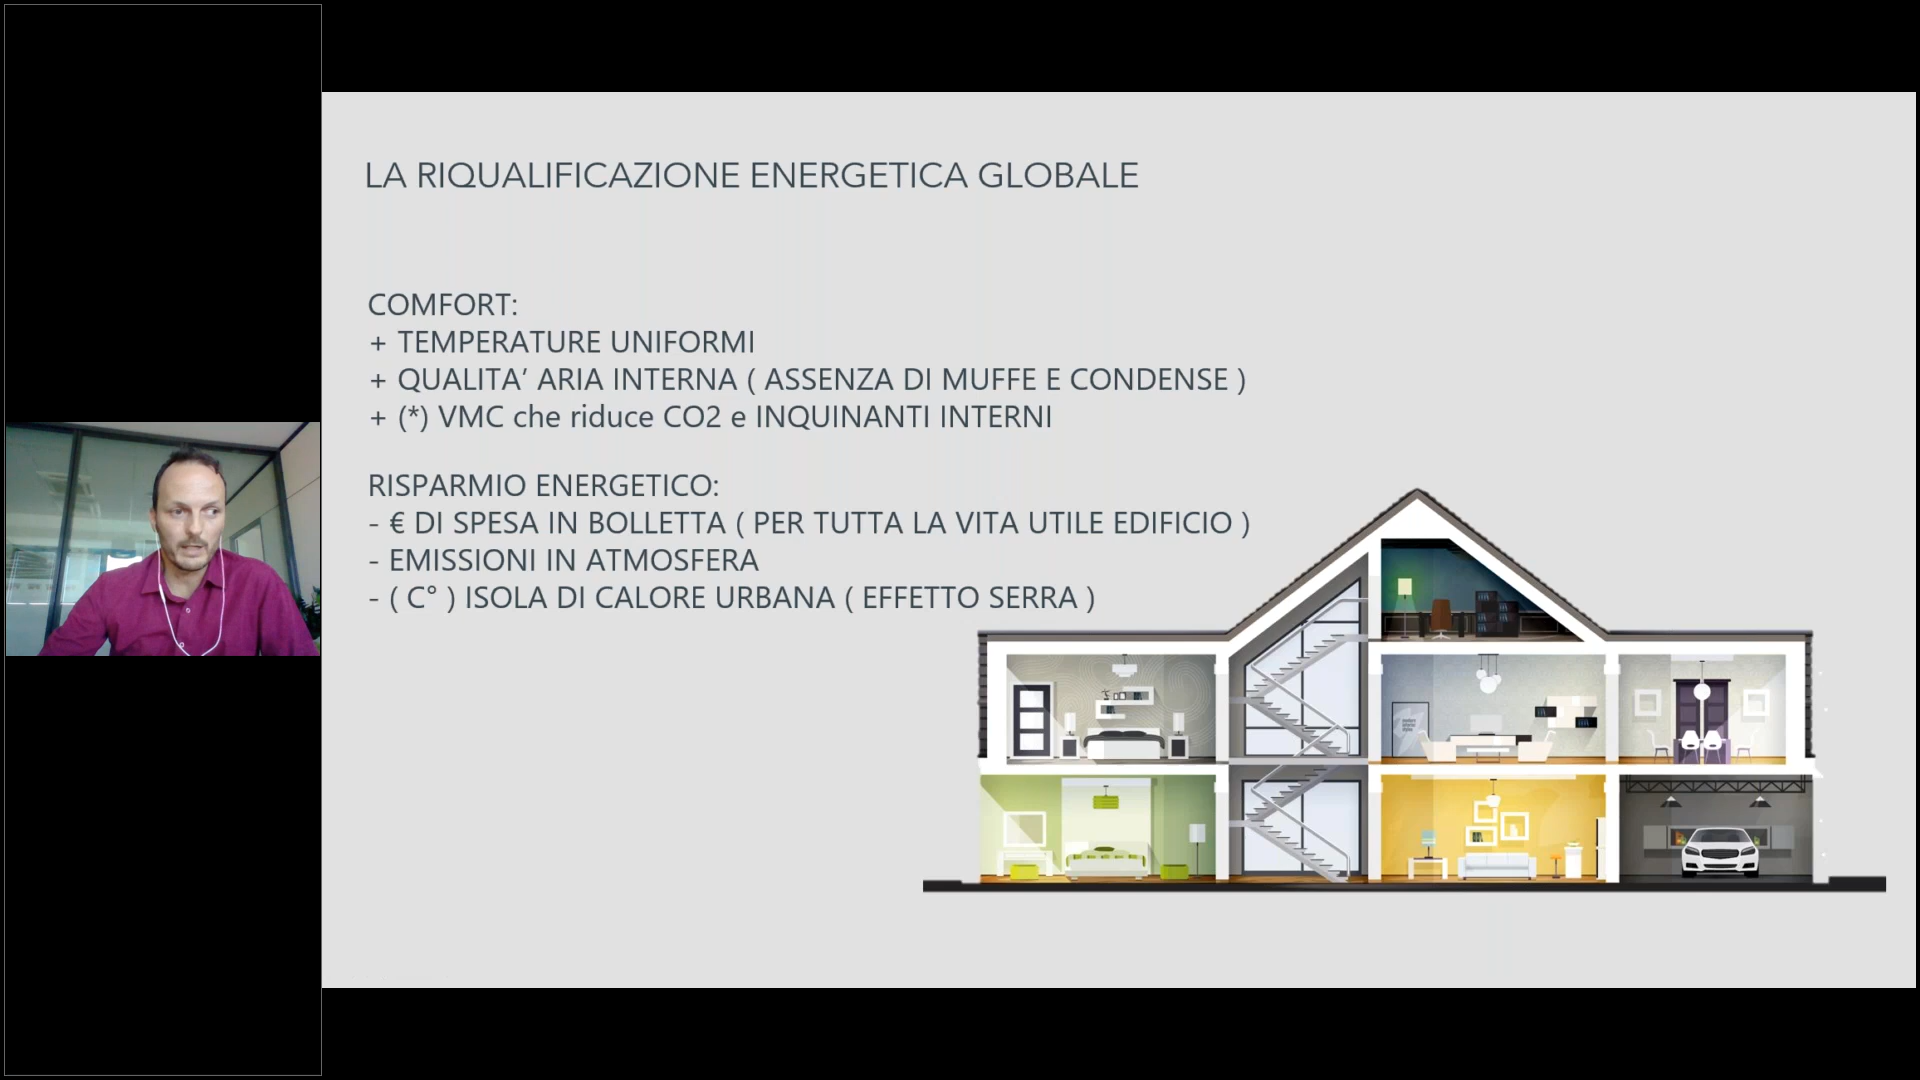 LA RIQUALIFICAZIONE ENERGETICA GLOBALE
COMFORT:
+ TEMPERATURE UNIFORMI
+ QUALITA’ ARIA INTERNA ( ASSENZA DI MUFFE E CONDENSE )
+ (*) VMC che riduce CO2 e INQUINANTI INTERNI
RISPARMIO ENERGETICO:
- € DI SPESA IN BOLLETTA ( PER TUTTA LA VITA UTILE EDIFICIO )
- EMISSIONI IN ATMOSFERA
- ( C° ) ISOLA DI CALORE URBANA ( EFFETTO SERRA )